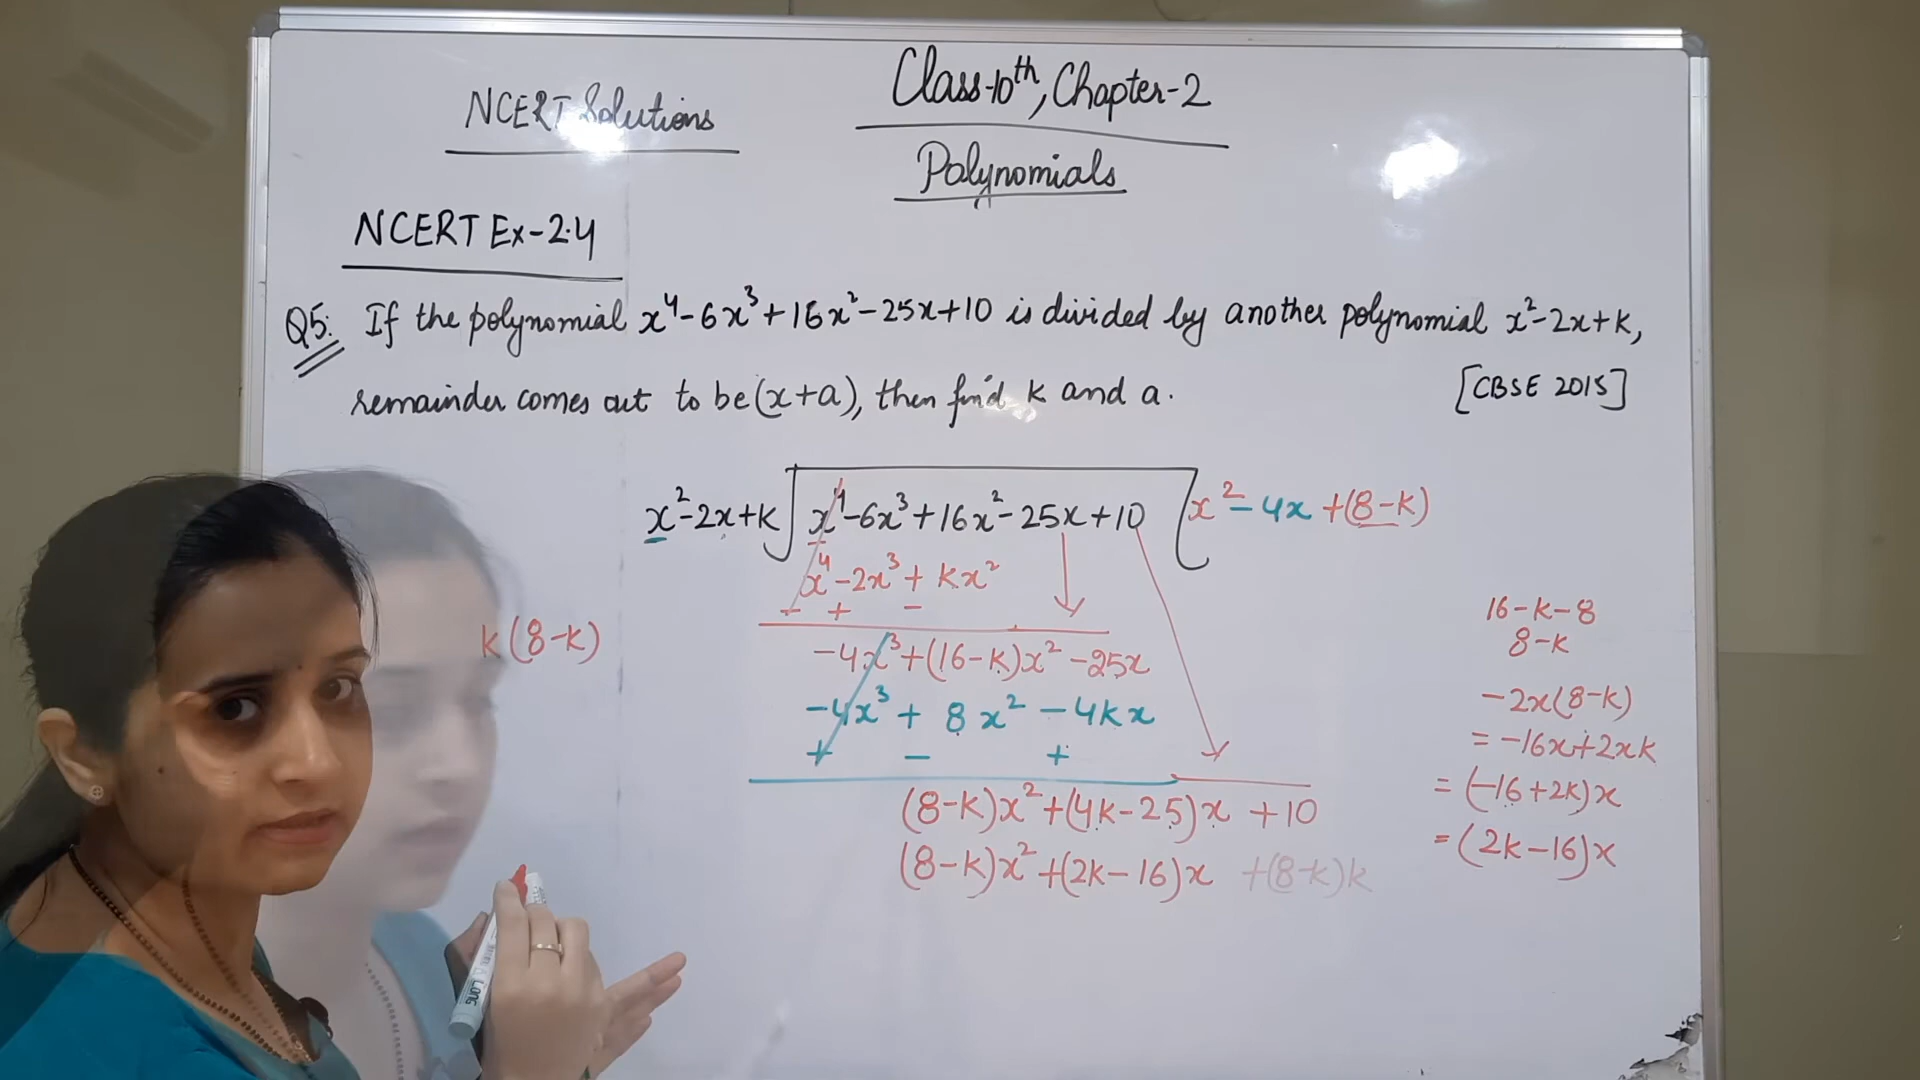 NCERT Solutions
Class-10th, Chapter-2
Polynomials
NCERT Ex-2.4
Q5: If the polynomial x⁴-6x³+16x²-25x+10 is divided by another polynomial x²-2x+k,
remainder comes out to be (x+a), then find k and a.
[CBSE 2015]
x²-2x+k x⁴-6x³+16x²-25x+10 x²-4x+(8-k)
x⁴-2x³+kx²
- + -
-4x³+(16-k)x²-25x
-4x³+8x²-4kx
+ - +
(8-k)x²+(4k-25)x+10
(8-k)x²+(2k-16)x+(8-k)k
k(8-k)
16-k-8
8-k
-2x(8-k)
=-16x+2xk
=(-16+2k)x
=(2k-16)x